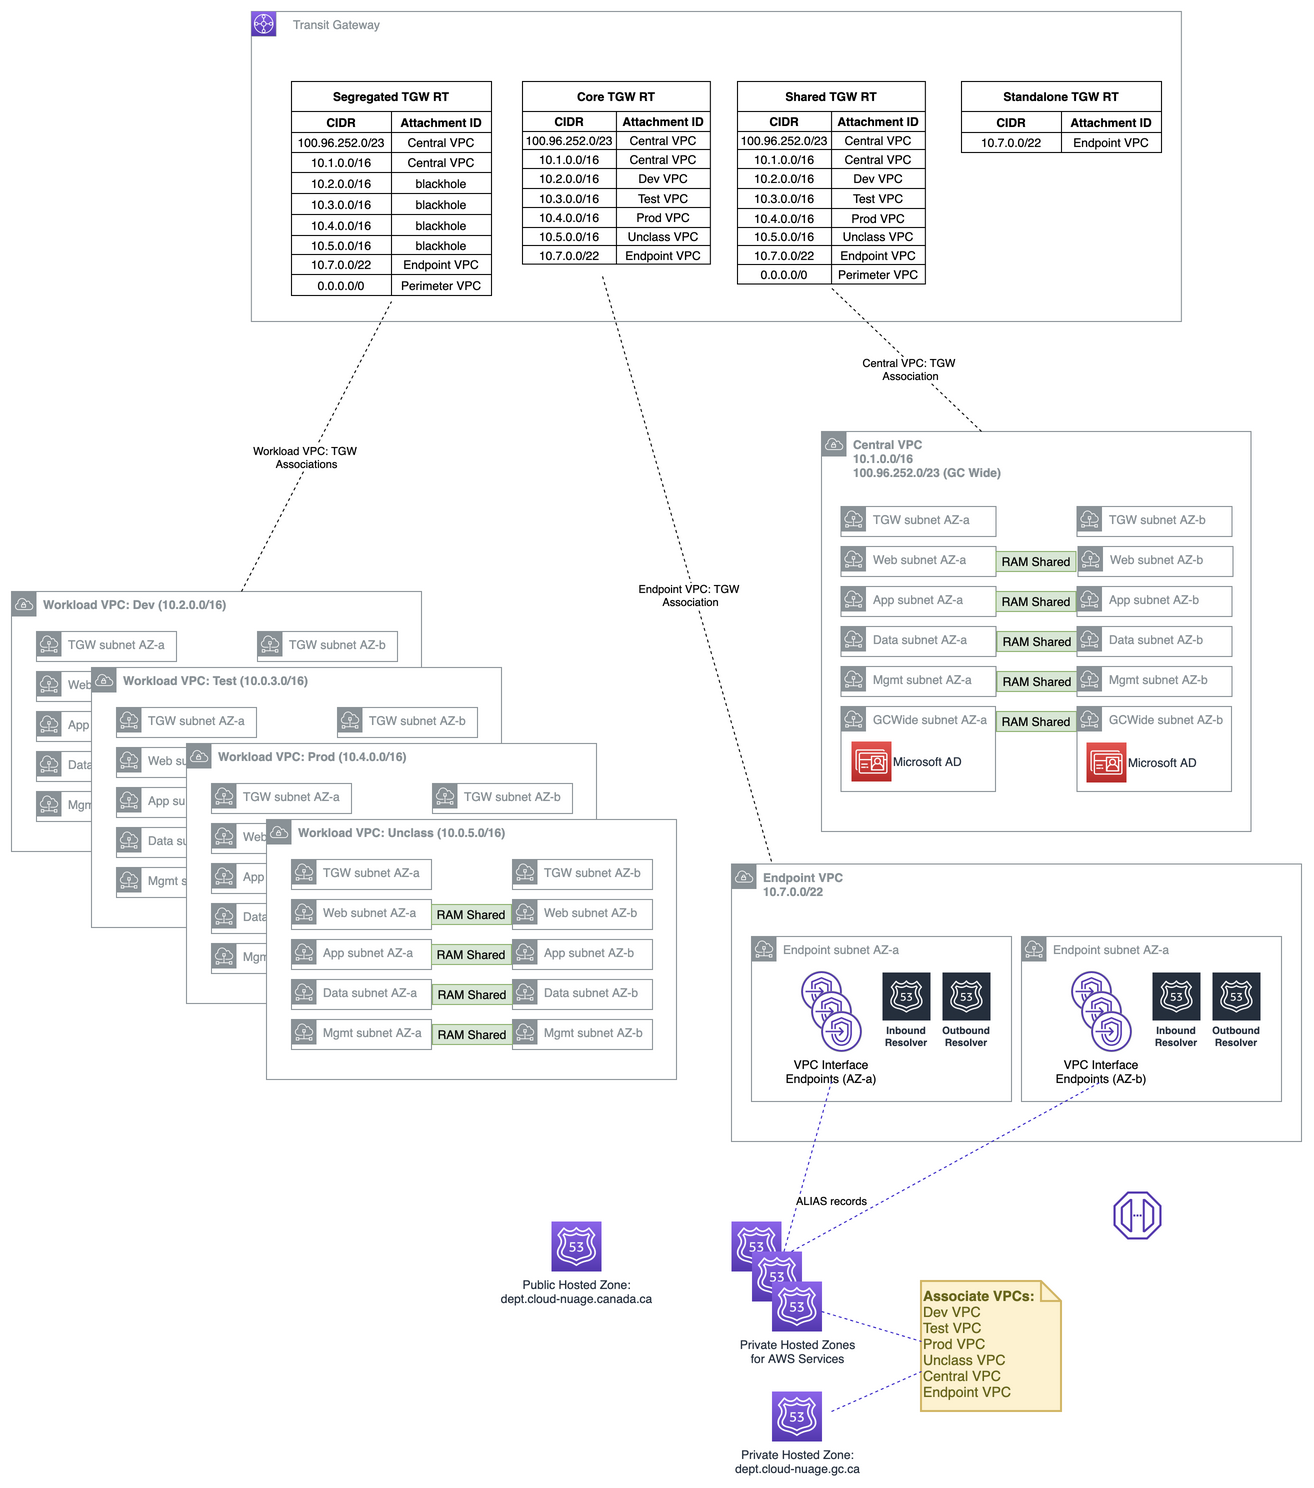 Transit Gateway
Segregated TGW RT
CIDR Attachment ID
100.96.252.0/23 Central VPC
10.1.0.0/16 Central VPC
10.2.0.0/16 blackhole
10.3.0.0/16 blackhole
10.4.0.0/16 blackhole
10.5.0.0/16 blackhole
10.7.0.0/22 Endpoint VPC
0.0.0.0/0 Perimeter VPC
Core TGW RT
CIDR Attachment ID
100.96.252.0/23 Central VPC
10.1.0.0/16 Central VPC
10.2.0.0/16 Dev VPC
10.3.0.0/16 Test VPC
10.4.0.0/16 Prod VPC
10.5.0.0/16 Unclass VPC
10.7.0.0/22 Endpoint VPC
Shared TGW RT
CIDR Attachment ID
100.96.252.0/23 Central VPC
10.1.0.0/16 Central VPC
10.2.0.0/16 Dev VPC
10.3.0.0/16 Test VPC
10.4.0.0/16 Prod VPC
10.5.0.0/16 Unclass VPC
10.7.0.0/22 Endpoint VPC
0.0.0.0/0 Perimeter VPC
Standalone TGW RT
CIDR Attachment ID
10.7.0.0/22 Endpoint VPC
Central VPC: TGW
Association
Workload VPC: TGW
Associations
Endpoint VPC: TGW
Association
Central VPC
10.1.0.0/16
100.96.252.0/23 (GC Wide)
TGW subnet AZ-a TGW subnet AZ-b
Web subnet AZ-a RAM Shared Web subnet AZ-b
App subnet AZ-a RAM Shared App subnet AZ-b
Data subnet AZ-a RAM Shared Data subnet AZ-b
Mgmt subnet AZ-a RAM Shared Mgmt subnet AZ-b
GCWide subnet AZ-a RAM Shared GCWide subnet AZ-b
Microsoft AD Microsoft AD
Workload VPC: Dev (10.2.0.0/16)
TGW subnet AZ-a TGW subnet AZ-b
Web
App
Data
Mgm
Workload VPC: Test (10.0.3.0/16)
TGW subnet AZ-a TGW subnet AZ-b
Web su
App su
Data su
Mgmt s
Workload VPC: Prod (10.4.0.0/16)
TGW subnet AZ-a TGW subnet AZ-b
Web
App
Data
Mgm
Workload VPC: Unclass (10.0.5.0/16)
TGW subnet AZ-a TGW subnet AZ-b
Web subnet AZ-a RAM Shared Web subnet AZ-b
App subnet AZ-a RAM Shared App subnet AZ-b
Data subnet AZ-a RAM Shared Data subnet AZ-b
Mgmt subnet AZ-a RAM Shared Mgmt subnet AZ-b
Endpoint VPC
10.7.0.0/22
Endpoint subnet AZ-a
53 53
Inbound Resolver Outbound Resolver
VPC Interface
Endpoints (AZ-a)
Endpoint subnet AZ-a
53 53
Inbound Resolver Outbound Resolver
VPC Interface
Endpoints (AZ-b)
ALIAS records
53
Public Hosted Zone:
dept.cloud-nuage.canada.ca
53
53
53
Private Hosted Zones
for AWS Services
Associate VPCs:
Dev VPC
Test VPC
Prod VPC
Unclass VPC
Central VPC
Endpoint VPC
53
Private Hosted Zone:
dept.cloud-nuage.gc.ca